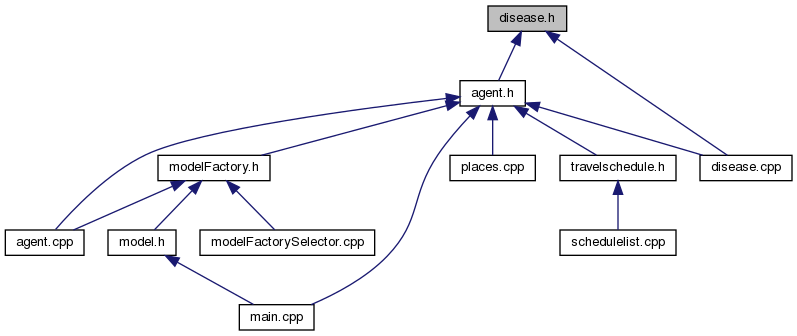 disease.h
agent.h
modelFactory.h
places.cpp
travelschedule.h
disease.cpp
agent.cpp
model.h
modelFactorySelector.cpp
schedulelist.cpp
main.cpp